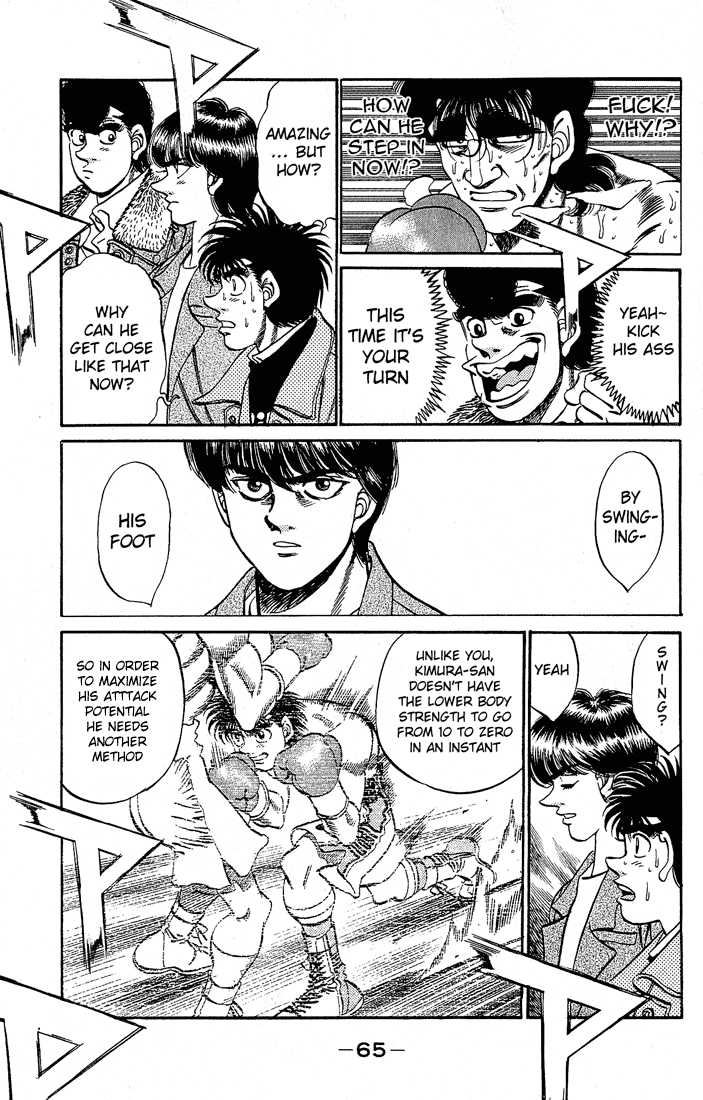 FUCK!
WHY!?
HOW
CAN HE
STEP IN
NOW!?
AMAZING
... BUT
HOW?
WHY
CAN HE
GET CLOSE
LIKE THAT
NOW?
YEAH~
KICK
HIS ASS
THIS
TIME IT'S
YOUR
TURN
BY
SWING-
ING-
HIS
FOOT
SWING?
YEAH
UNLIKE YOU,
KIMURA-SAN
DOESN'T HAVE
THE LOWER BODY
STRENGTH TO GO
FROM 10 TO ZERO
IN AN INSTANT
SO IN ORDER
TO MAXIMIZE
HIS ATTTACK
POTENTIAL
HE NEEDS
ANOTHER
METHOD
P
P
P
P
P
P
-65-